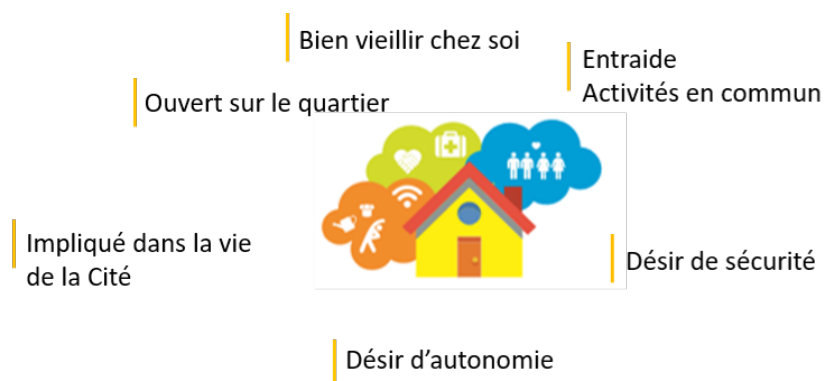 Bien vieillir chez soi
Entraide
Activités en commun
Ouvert sur le quartier
Impliqué dans la vie
de la Cité
Désir de sécurité
Désir d’autonomie